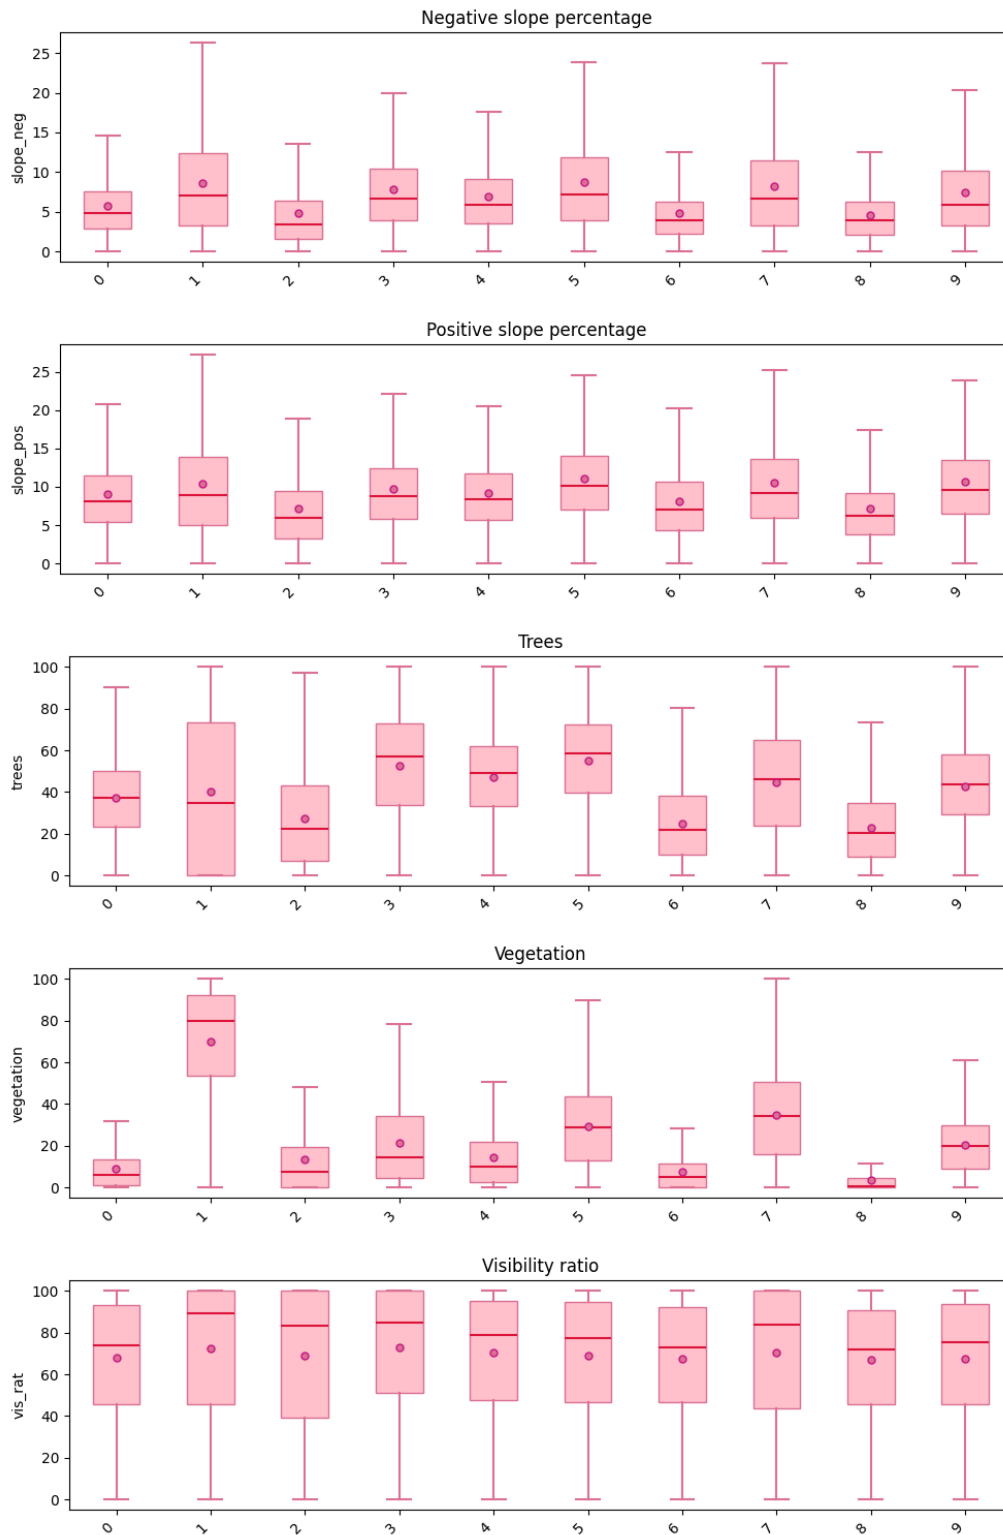 Negative slope percentage
25
20
15
10
5
0
slope_neg
0 1 2 3 4 5 6 7 8 9
Positive slope percentage
25
20
15
10
5
0
slope_pos
0 1 2 3 4 5 6 7 8 9
Trees
100
80
60
40
20
0
trees
0 1 2 3 4 5 6 7 8 9
Vegetation
100
80
60
40
20
0
vegetation
0 1 2 3 4 5 6 7 8 9
Visibility ratio
100
80
60
40
20
0
vis_rat
0 1 2 3 4 5 6 7 8 9